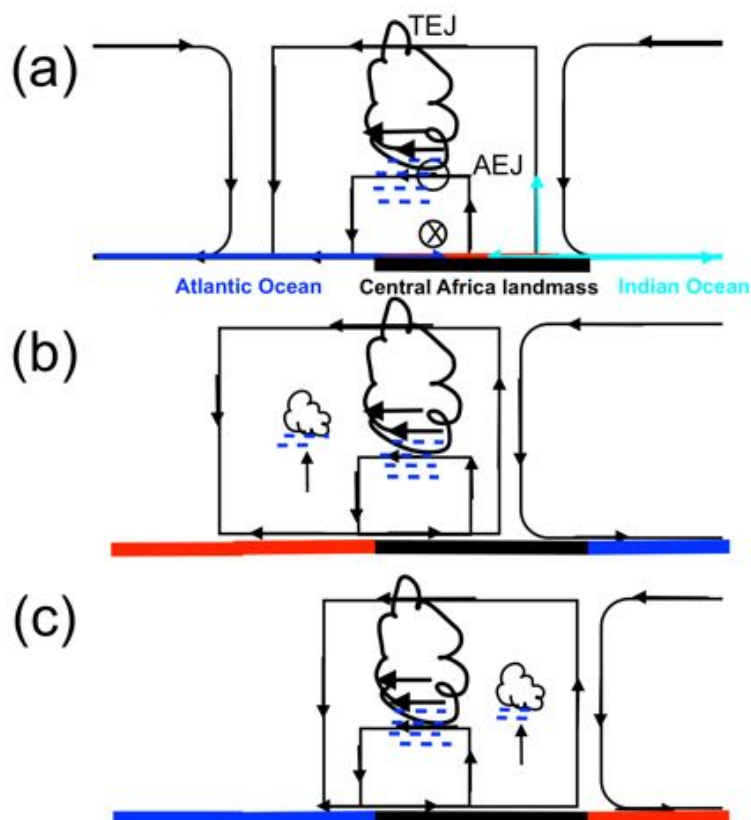 (a)
TEJ
AEJ
X
Atlantic Ocean Central Africa landmass Indian Ocean
(b)
(c)